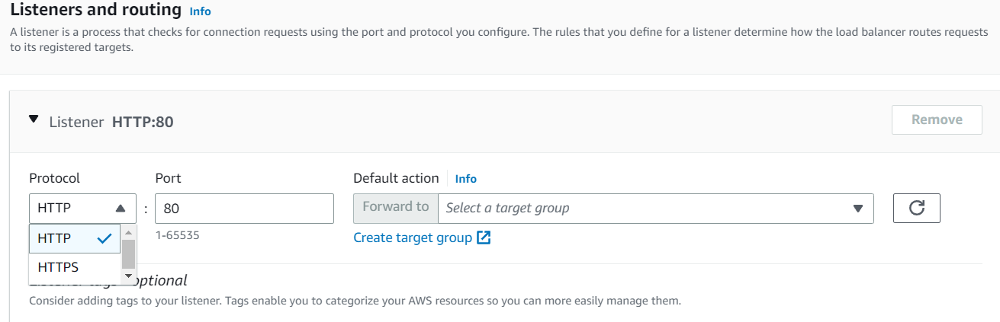 Listeners and routing Info
A listener is a process that checks for connection requests using the port and protocol you configure. The rules that you define for a listener determine how the load balancer routes requests
to its registered targets.
Listener HTTP:80
Remove
Protocol
Port
Default action
Info
HTTP
:
80
Forward to
Select a target group
HTTP
1-65535
Create target group
HTTPS
optional
Consider adding tags to your listener. Tags enable you to categorize your AWS resources so you can more easily manage them.